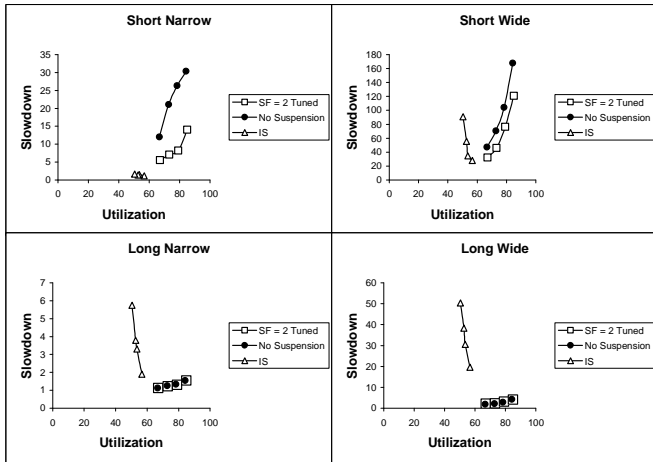 Short Narrow
35
30
25
20
15
10
5
0
Slowdown
0 20 40 60 80 100
Utilization
SF = 2 Tuned
No Suspension
IS
Short Wide
180
160
140
120
100
80
60
40
20
0
Slowdown
0 20 40 60 80 100
Utilization
SF = 2 Tuned
No Suspension
IS
Long Narrow
7
6
5
4
3
2
1
0
Slowdown
0 20 40 60 80 100
Utilization
SF = 2 Tuned
No Suspension
IS
Long Wide
60
50
40
30
20
10
0
Slowdown
0 20 40 60 80 100
Utilization
SF = 2 Tuned
No Suspension
IS